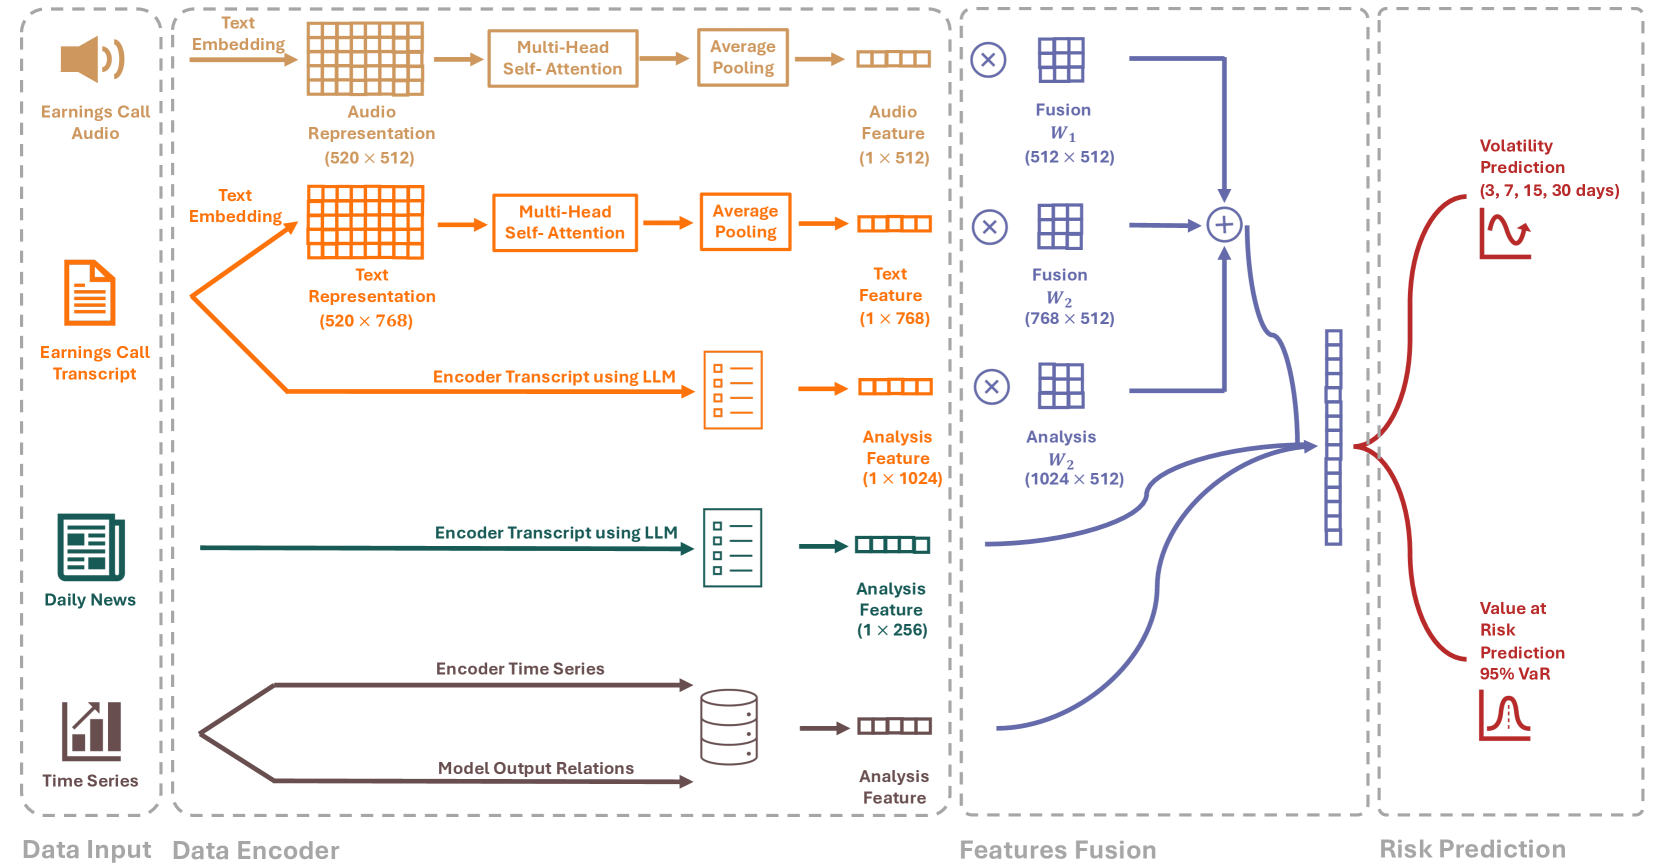 Text
Embedding
Multi-Head
Self- Attention
Average
Pooling
Earnings Call
Audio
Audio
Representation
(520 × 512)
Audio
Feature
(1 × 512)
Fusion
W1
(512 × 512)
Text
Embedding
Multi-Head
Self- Attention
Average
Pooling
Text
Representation
(520 × 768)
Text
Feature
(1 × 768)
Fusion
W2
(768 × 512)
Earnings Call
Transcript
Encoder Transcript using LLM
Analysis
Feature
(1 × 1024)
Analysis
W2
(1024 × 512)
Daily News
Encoder Transcript using LLM
Analysis
Feature
(1 × 256)
Time Series
Encoder Time Series
Model Output Relations
Analysis
Feature
Volatility
Prediction
(3, 7, 15, 30 days)
Value at
Risk
Prediction
95% VaR
Data Input
Data Encoder
Features Fusion
Risk Prediction